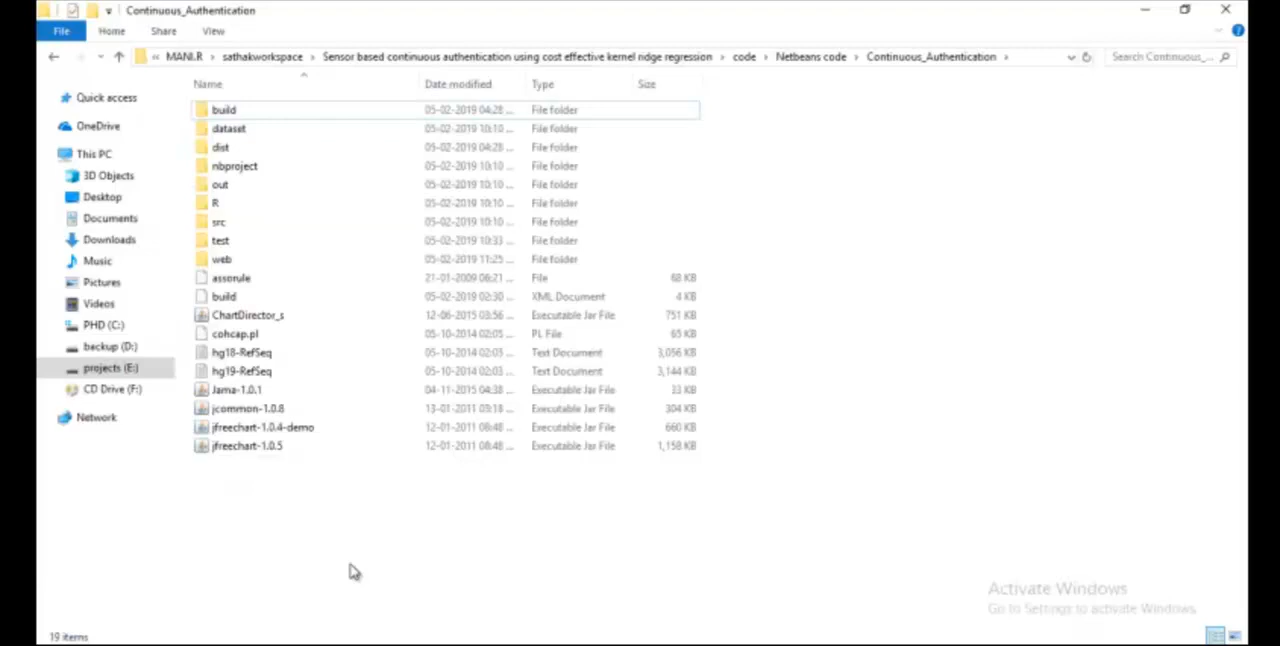 Continuous_Authentication
File Home Share View
« MANI.R › sathakworkspace › Sensor based continuous authentication using cost effective kernel ridge regression › code › Netbeans code › Continuous_Authentication › Search Continuous_...
Name Date modified Type Size
Quick access
OneDrive
This PC
3D Objects
Desktop
Documents
Downloads
Music
Pictures
Videos
PHD (C:)
backup (D:)
projects (E:)
CD Drive (F:)
Network
build 05-02-2019 04:28 ... File folder
dataset 05-02-2019 10:10 ... File folder
dist 05-02-2019 04:28 ... File folder
nbproject 05-02-2019 10:10 ... File folder
out 05-02-2019 10:10 ... File folder
R 05-02-2019 10:10 ... File folder
src 05-02-2019 10:10 ... File folder
test 05-02-2019 10:33 ... File folder
web 05-02-2019 11:25 ... File folder
assorule 21-01-2009 06:21 ... File 68 KB
build 05-02-2019 02:30 ... XML Document 4 KB
ChartDirector_s 12-06-2015 03:56 ... Executable Jar File 751 KB
cohcap.pl 05-10-2014 02:05 ... PL File 65 KB
hg18-RefSeq 05-10-2014 02:03 ... Text Document 3,056 KB
hg19-RefSeq 05-10-2014 02:03 ... Text Document 3,144 KB
Jama-1.0.1 04-11-2015 04:38 ... Executable Jar File 33 KB
jcommon-1.0.8 13-01-2011 03:18 ... Executable Jar File 304 KB
jfreechart-1.0.4-demo 12-01-2011 08:48 ... Executable Jar File 660 KB
jfreechart-1.0.5 12-01-2011 08:48 ... Executable Jar File 1,158 KB
Activate Windows
Go to Settings to activate Windows.
19 items